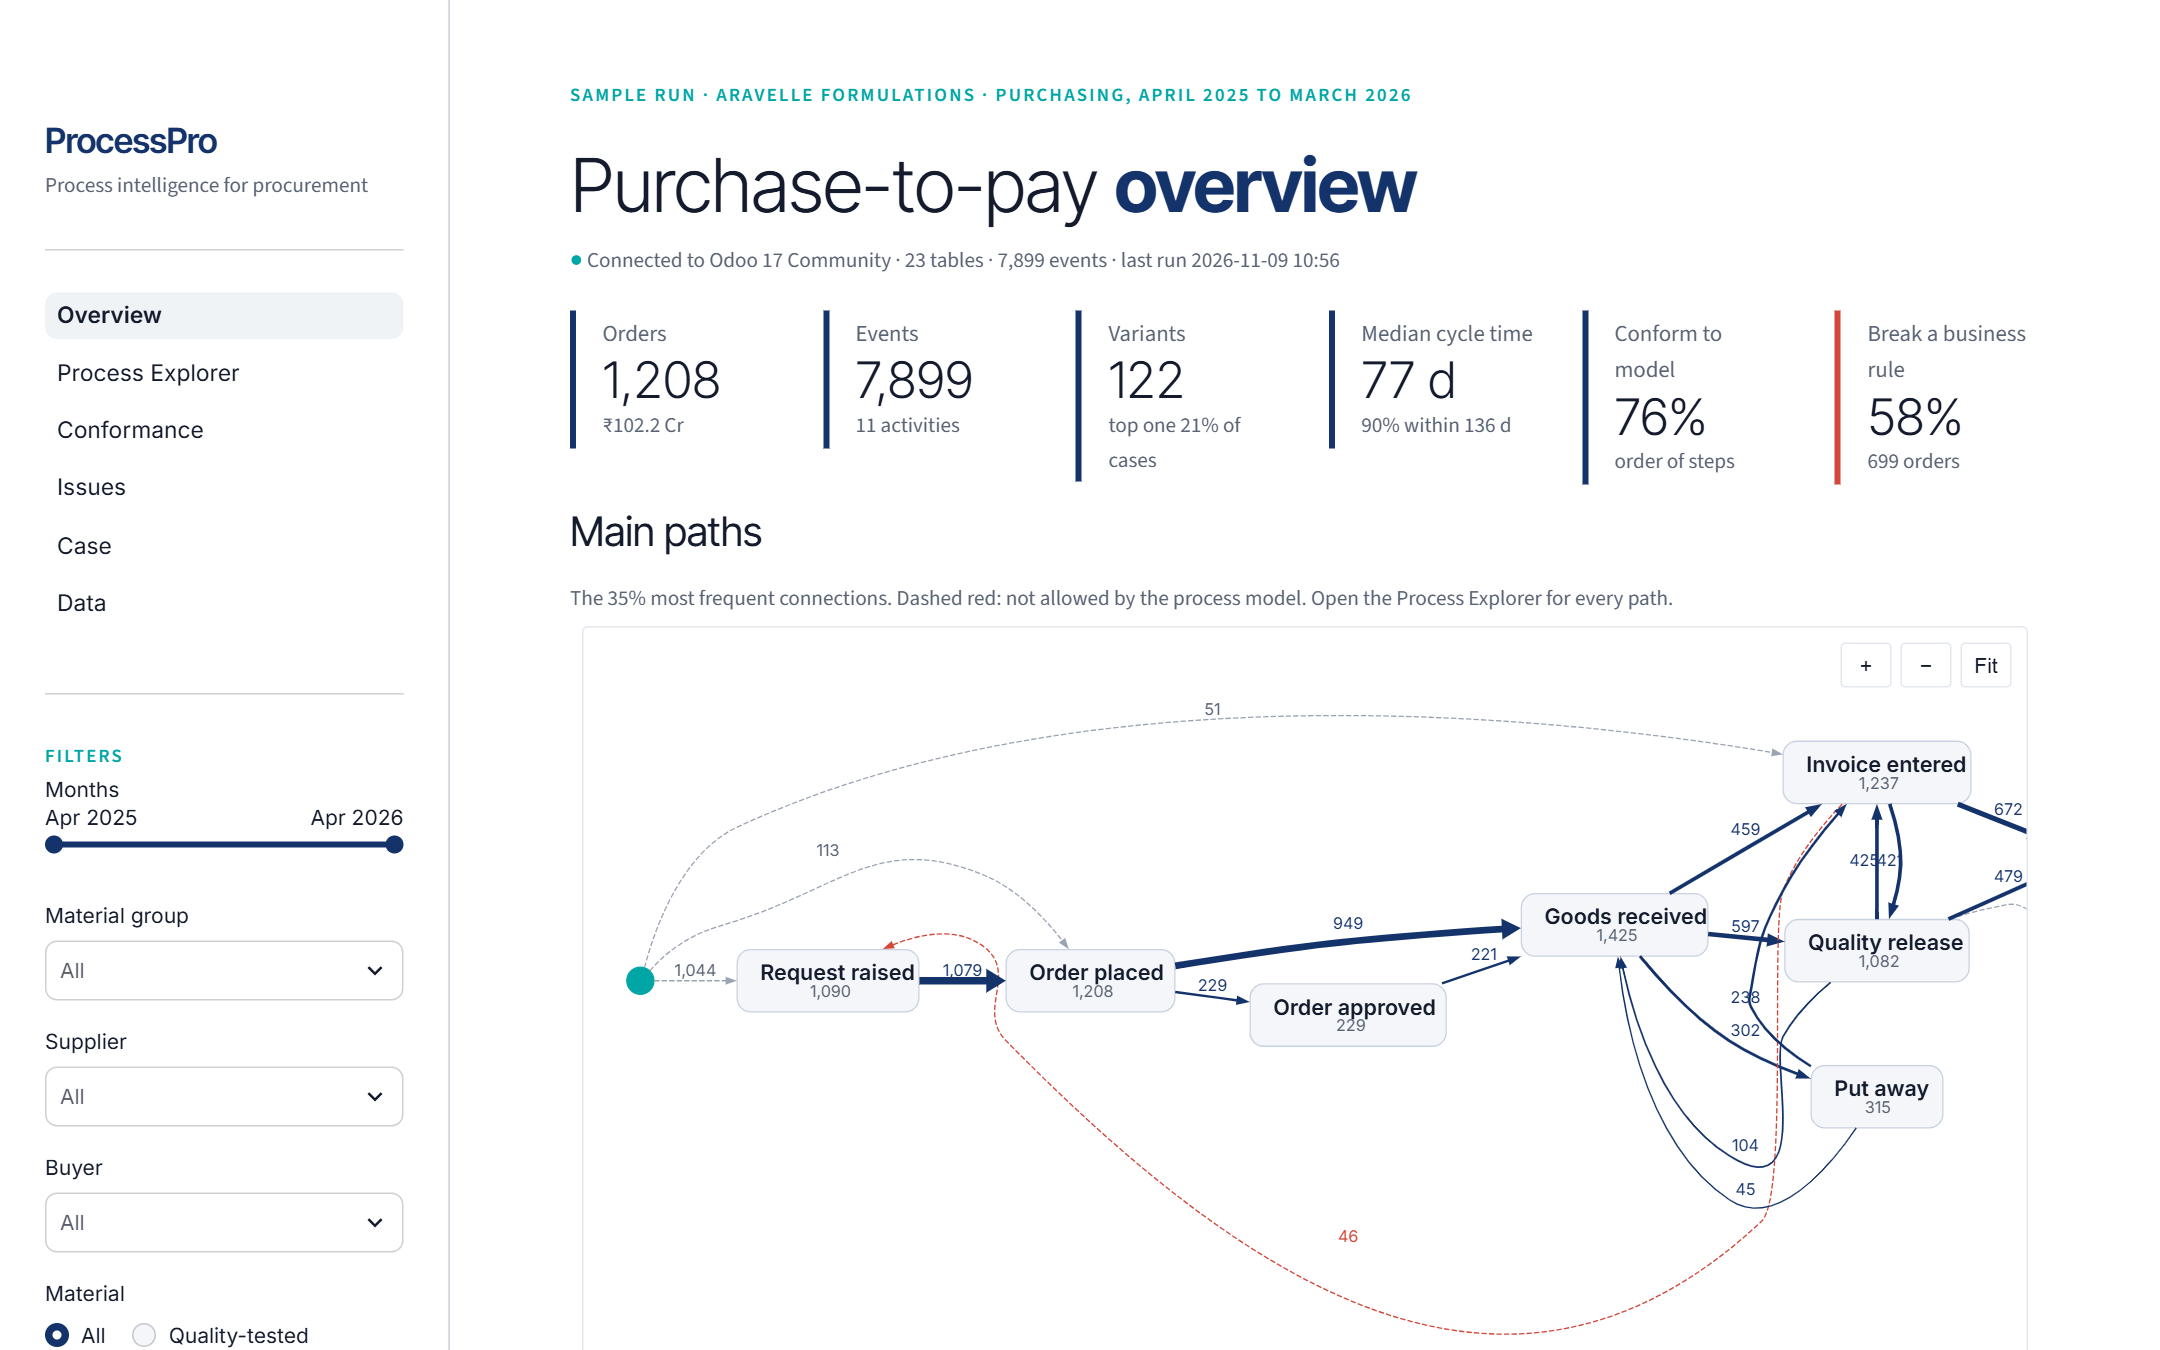 ProcessPro
Process intelligence for procurement
Overview
Process Explorer
Conformance
Issues
Case
Data
FILTERS
Months
Apr 2025 Apr 2026
Material group
All
Supplier
All
Buyer
All
Material
All Quality-tested
SAMPLE RUN · ARAVELLE FORMULATIONS · PURCHASING, APRIL 2025 TO MARCH 2026
Purchase-to-pay overview
Connected to Odoo 17 Community · 23 tables · 7,899 events · last run 2026-11-09 10:56
Orders
1,208
₹102.2 Cr
Events
7,899
11 activities
Variants
122
top one 21% of
cases
Median cycle time
77 d
90% within 136 d
Conform to
model
76%
order of steps
Break a business
rule
58%
699 orders
Main paths
The 35% most frequent connections. Dashed red: not allowed by the process model. Open the Process Explorer for every path.
+ − Fit
51
Invoice entered
1,237
672
459
113
425
421
479
949
Goods received
1,425
597
Quality release
1,082
221
1,044
Request raised
1,090
1,079
Order placed
1,208
229
Order approved
229
238
302
Put away
315
104
45
46